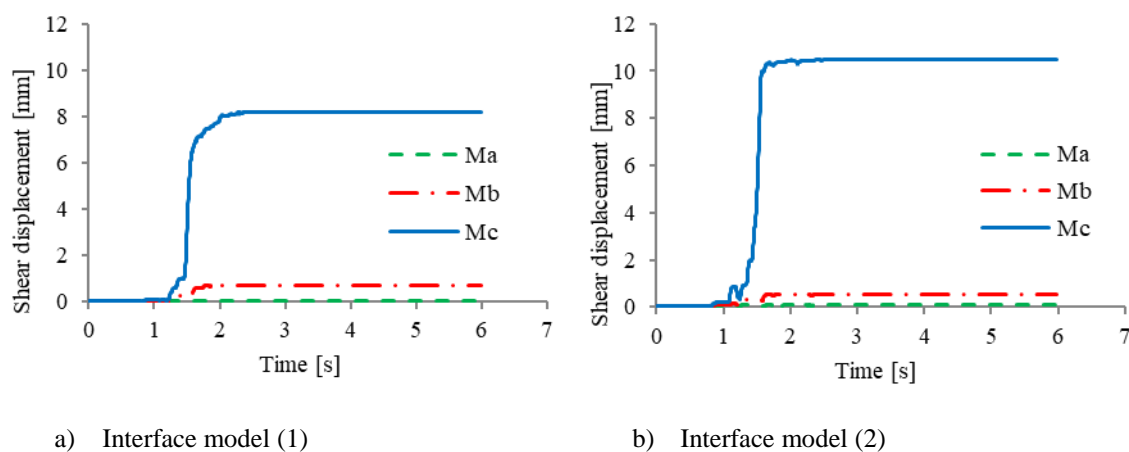 12
10
8
6
4
2
0
Shear displacement [mm]
Ma
Mb
Mc
0 1 2 3 4 5 6 7
Time [s]
a) Interface model (1)
12
10
8
6
4
2
0
Shear displacement [mm]
Ma
Mb
Mc
0 1 2 3 4 5 6 7
Time [s]
b) Interface model (2)